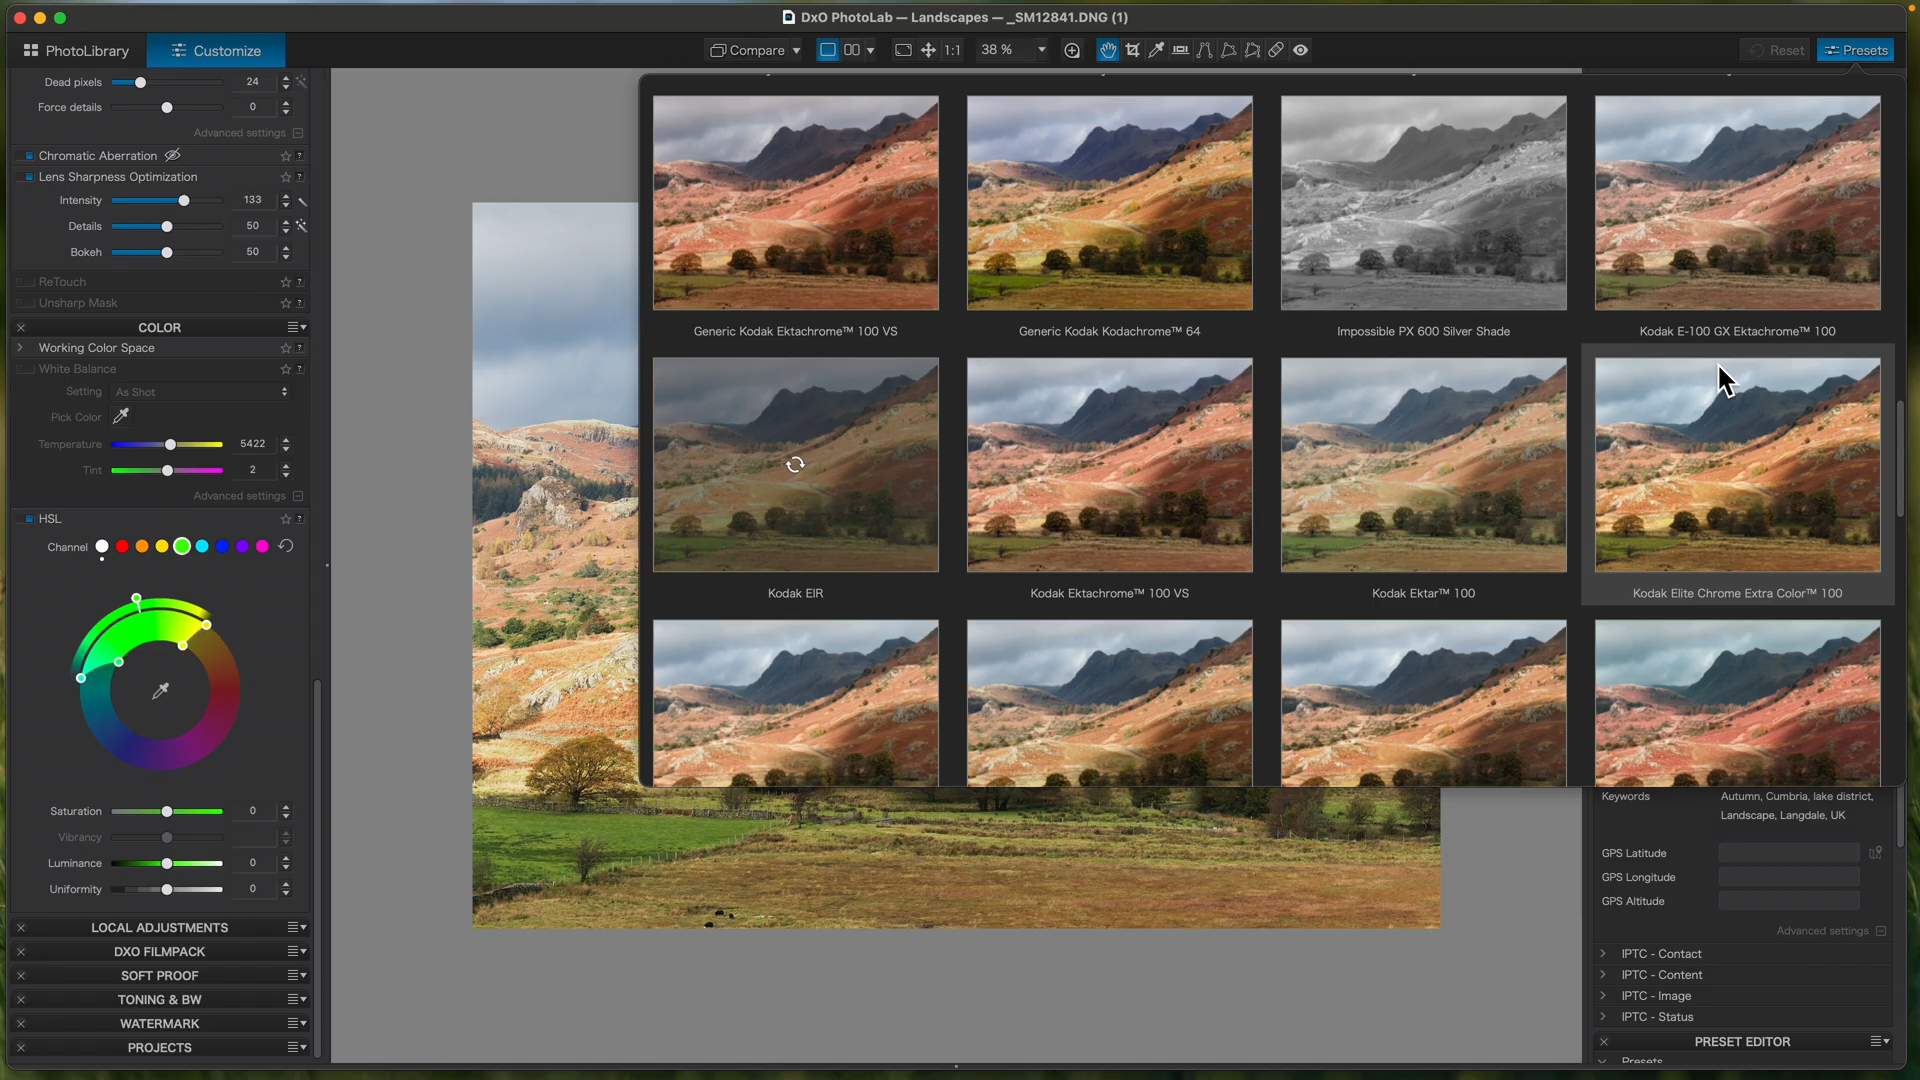 DxO PhotoLab — Landscapes — _SM12841.DNG (1)
PhotoLibrary
Customize
Compare
1:1
38 %
Reset
Presets
Dead pixels 24
Force details 0
Advanced settings
Chromatic Aberration
Lens Sharpness Optimization
Intensity 133
Details 50
Bokeh 50
ReTouch
Unsharp Mask
COLOR
Working Color Space
White Balance
Setting As Shot
Pick Color
Temperature 5422
Tint 2
Advanced settings
HSL
Channel
Saturation 0
Vibrancy
Luminance 0
Uniformity 0
LOCAL ADJUSTMENTS
DXO FILMPACK
SOFT PROOF
TONING & BW
WATERMARK
PROJECTS
Generic Kodak Ektachrome™ 100 VS
Generic Kodak Kodachrome™ 64
Impossible PX 600 Silver Shade
Kodak E-100 GX Ektachrome™ 100
Kodak EIR
Kodak Ektachrome™ 100 VS
Kodak Ektar™ 100
Kodak Elite Chrome Extra Color™ 100
Keywords Autumn, Cumbria, lake district,
Landscape, Langdale, UK
GPS Latitude
GPS Longitude
GPS Altitude
Advanced settings
IPTC - Contact
IPTC - Content
IPTC - Image
IPTC - Status
PRESET EDITOR
Presets